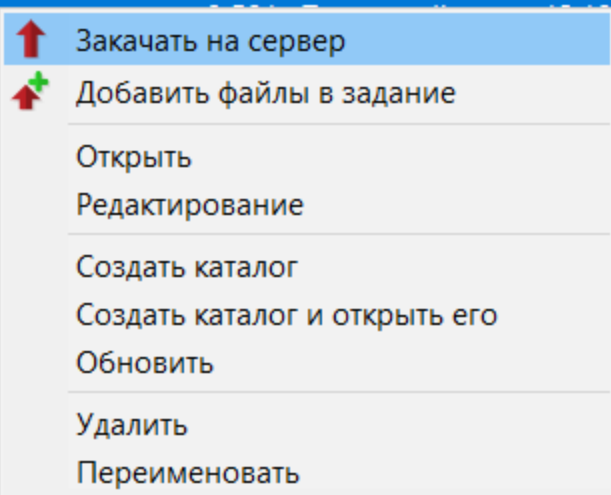 Закачать на сервер
Добавить файлы в задание
Открыть
Редактирование
Создать каталог
Создать каталог и открыть его
Обновить
Удалить
Переименовать